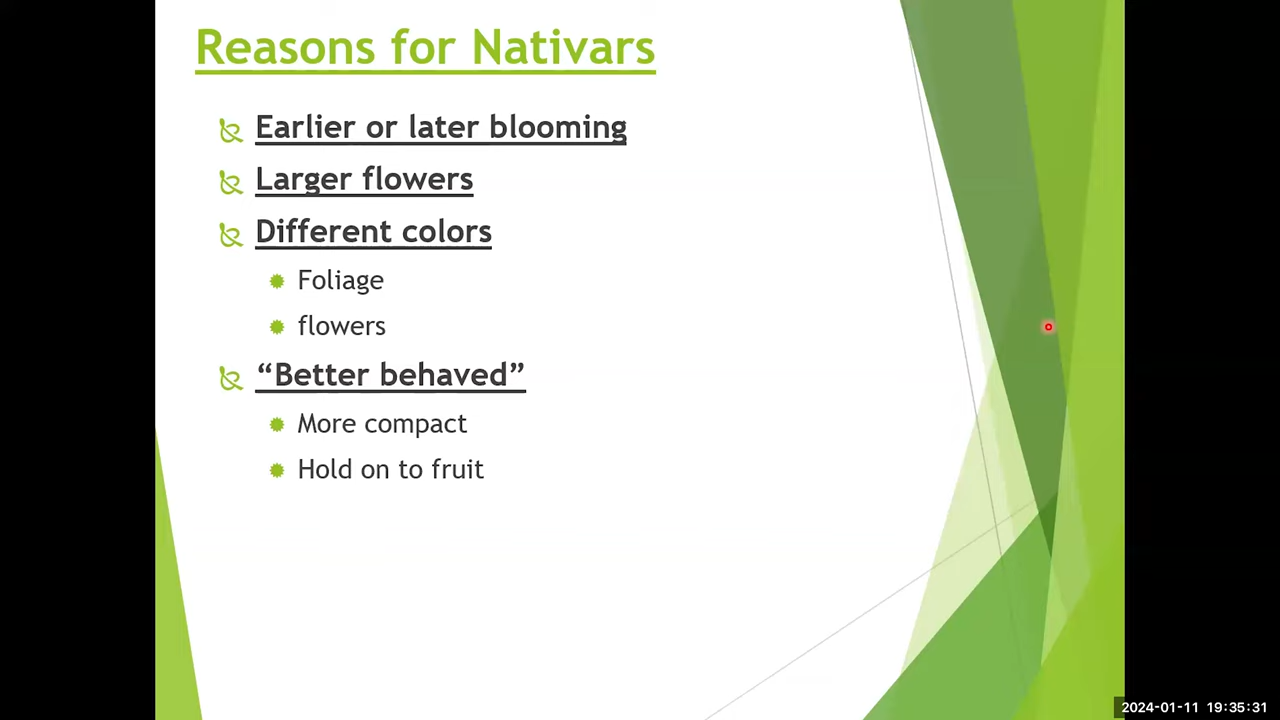 Reasons for Nativars
Earlier or later blooming
Larger flowers
Different colors
Foliage
flowers
“Better behaved”
More compact
Hold on to fruit
2024-01-11 19:35:31